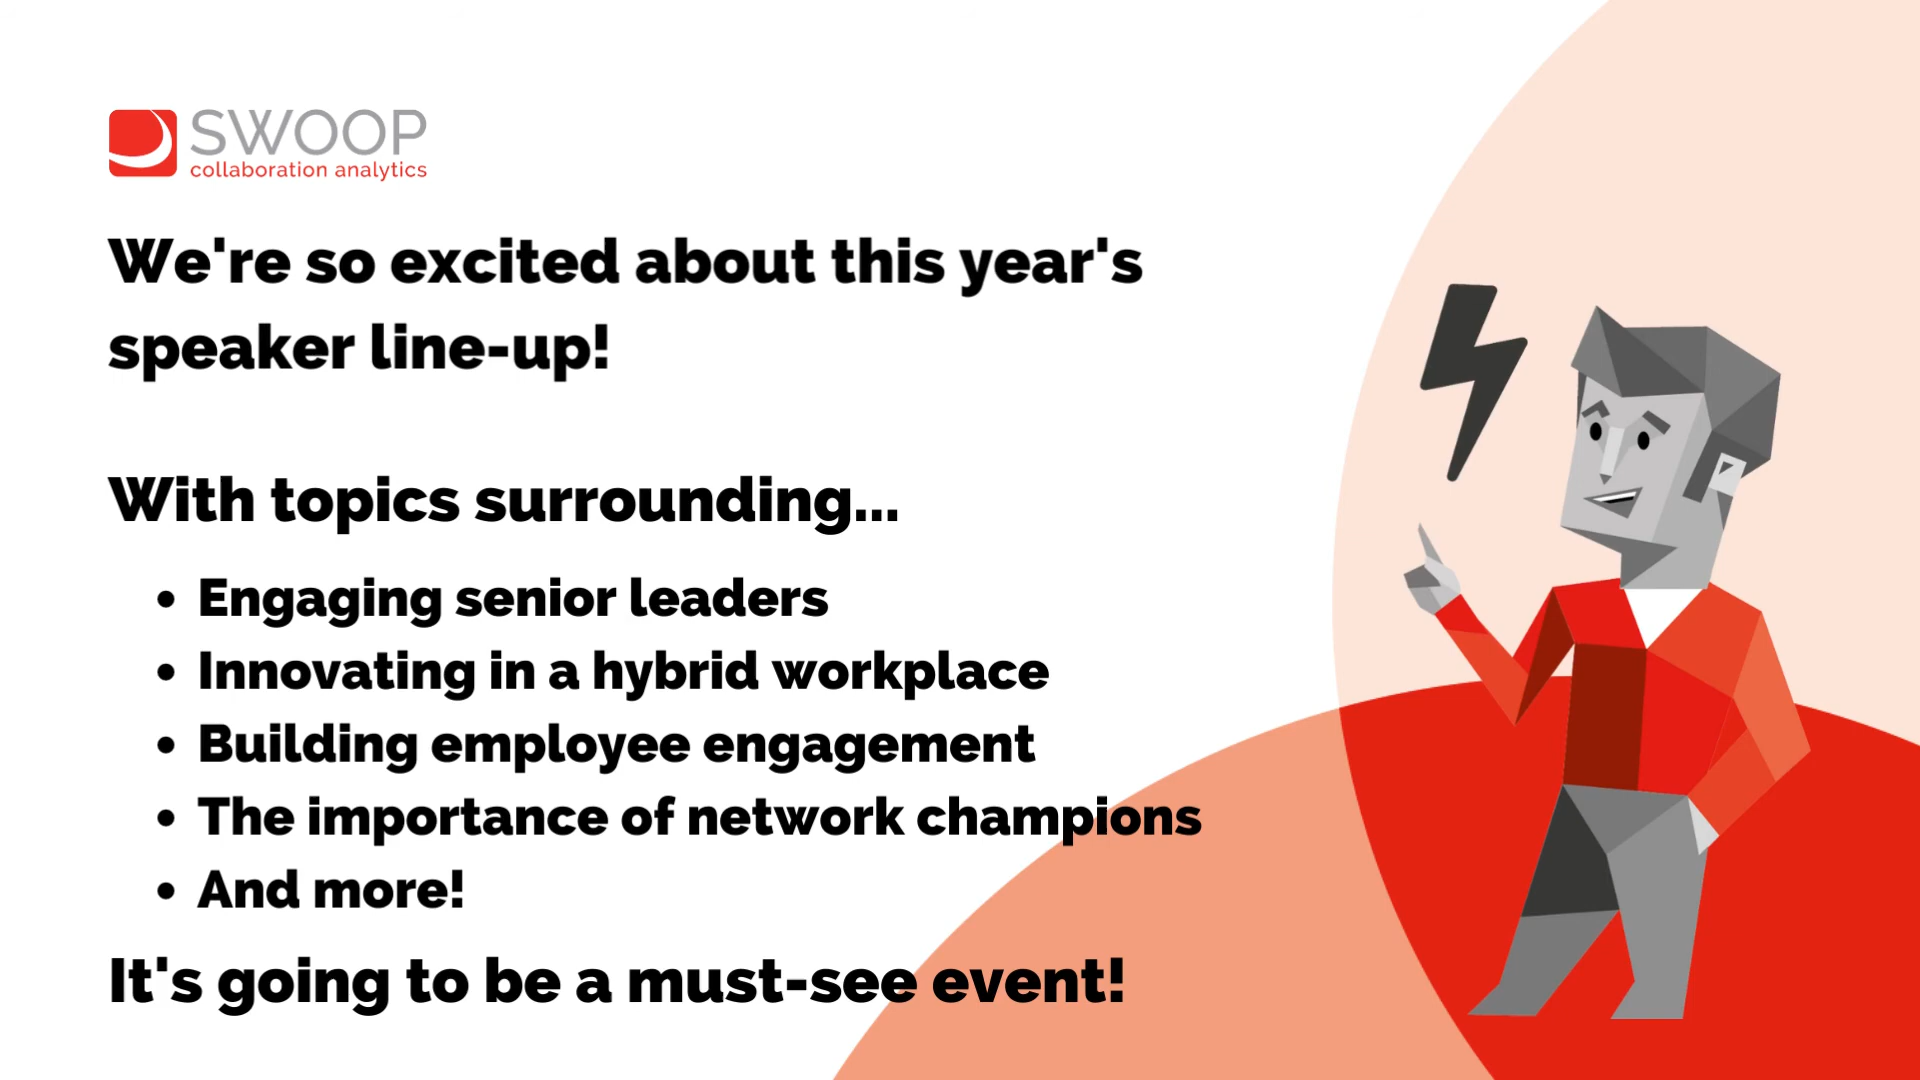 SWOOP
collaboration analytics
We're so excited about this year's
speaker line-up!
With topics surrounding...
• Engaging senior leaders
• Innovating in a hybrid workplace
• Building employee engagement
• The importance of network champions
• And more!
It's going to be a must-see event!